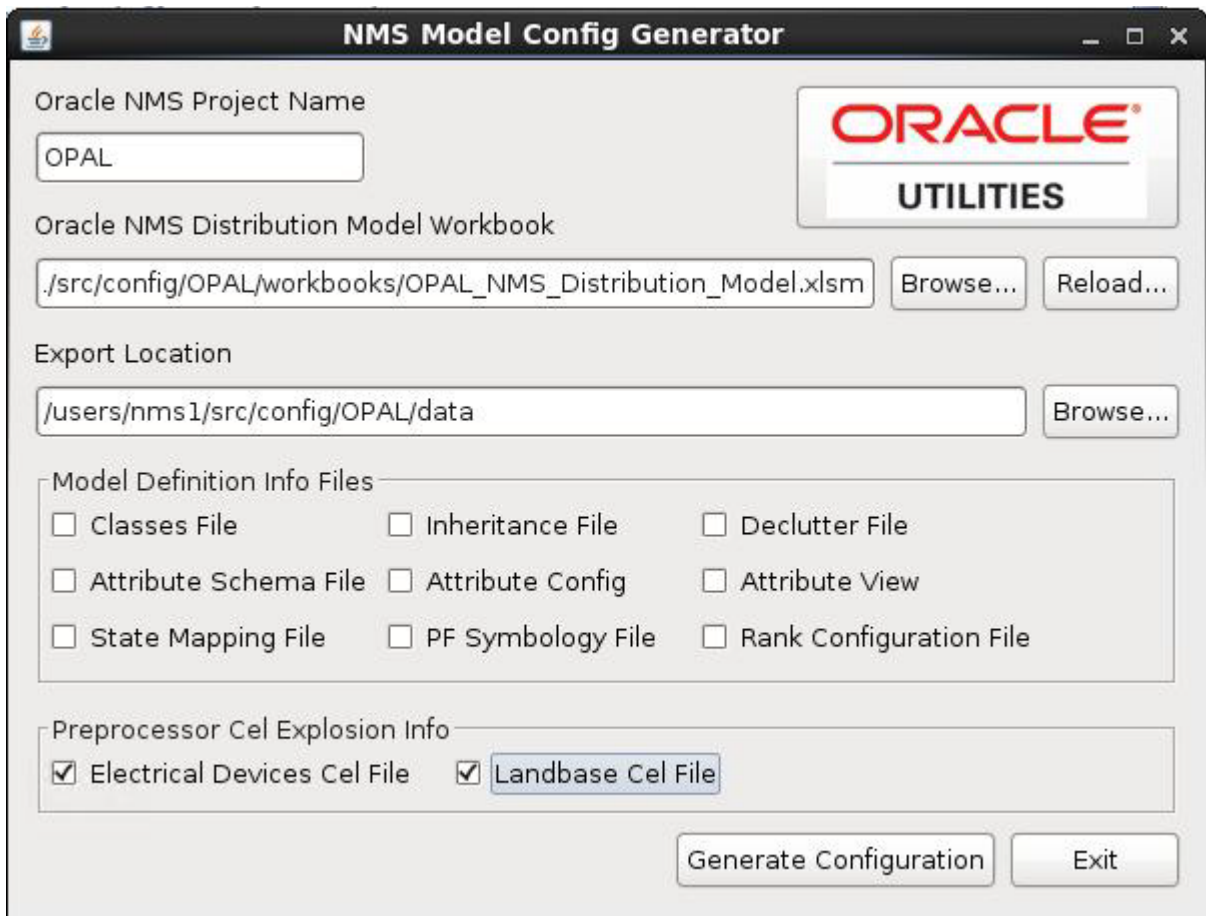 NMS Model Config Generator
Oracle NMS Project Name
OPAL
ORACLE®
UTILITIES
Oracle NMS Distribution Model Workbook
./src/config/OPAL/workbooks/OPAL_NMS_Distribution_Model.xlsm
Browse...
Reload...
Export Location
/users/nms1/src/config/OPAL/data
Browse...
Model Definition Info Files
Classes File
Inheritance File
Declutter File
Attribute Schema File
Attribute Config
Attribute View
State Mapping File
PF Symbology File
Rank Configuration File
Preprocessor Cel Explosion Info
Electrical Devices Cel File
Landbase Cel File
Generate Configuration
Exit